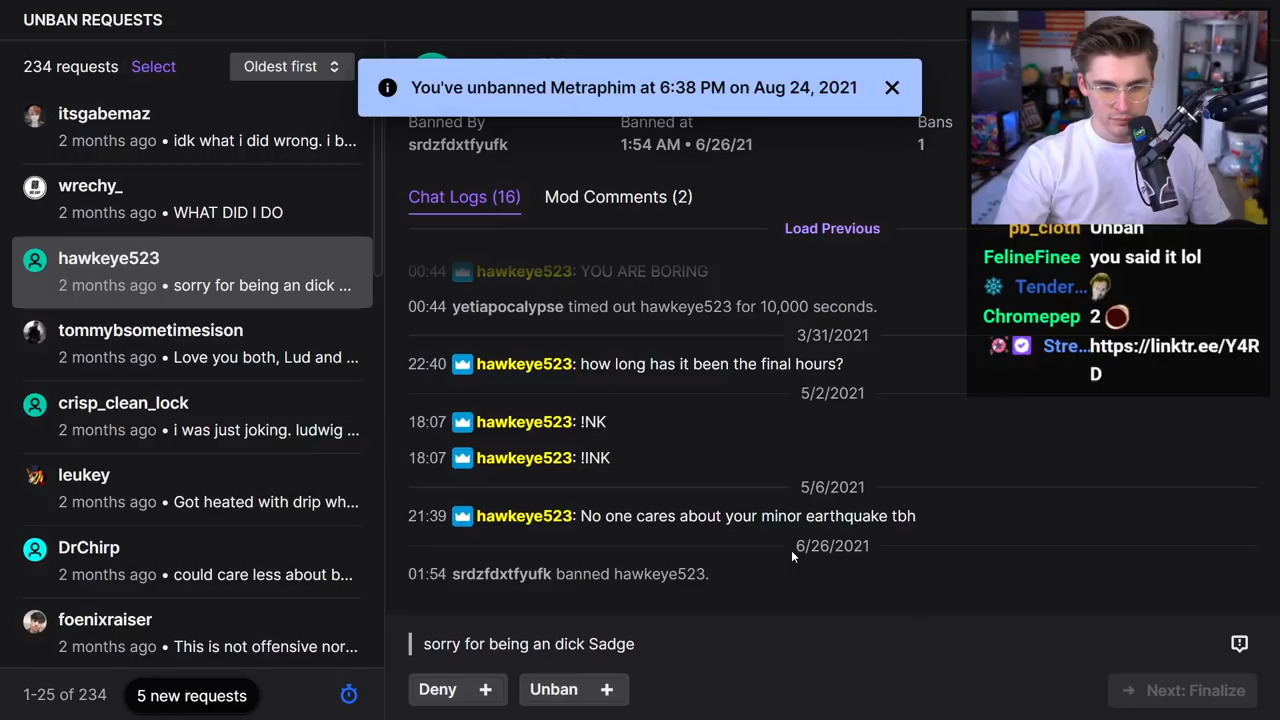 UNBAN REQUESTS
234 requests Select Oldest first
itsgabemaz
2 months ago • idk what i did wrong. i b...
wrechy_
2 months ago • WHAT DID I DO
hawkeye523
2 months ago • sorry for being an dick ...
tommybsometimesison
2 months ago • Love you both, Lud and ...
crisp_clean_lock
2 months ago • i was just joking. ludwig ...
leukey
2 months ago • Got heated with drip wh...
DrChirp
2 months ago • could care less about b...
foenixraiser
2 months ago • This is not offensive nor...
1-25 of 234 5 new requests
You've unbanned Metraphim at 6:38 PM on Aug 24, 2021
Banned By Banned at Bans
srdzfdxtfyufk 1:54 AM • 6/26/21 1
Chat Logs (16) Mod Comments (2)
Load Previous
00:44 hawkeye523: YOU ARE BORING
00:44 yetiapocalypse timed out hawkeye523 for 10,000 seconds.
3/31/2021
22:40 hawkeye523: how long has it been the final hours?
5/2/2021
18:07 hawkeye523: !NK
18:07 hawkeye523: !INK
5/6/2021
21:39 hawkeye523: No one cares about your minor earthquake tbh
6/26/2021
01:54 srdzfdxtfyufk banned hawkeye523.
sorry for being an dick Sadge
Deny + Unban + Next: Finalize
pb_cloth Unban
FelineFinee you said it lol
Tender...
Chromepep 2
Stre... https://linktr.ee/Y4R
D